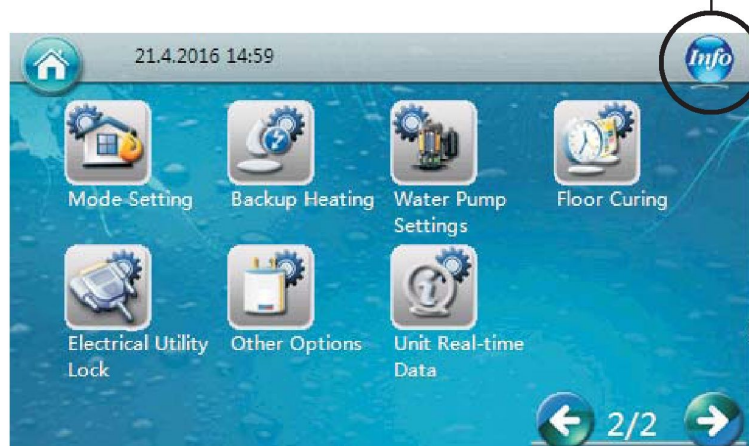 21.4.2016 14:59
Info
Mode Setting
Backup Heating
Water Pump
Settings
Floor Curing
Electrical Utility
Lock
Other Options
Unit Real-time
Data
2/2